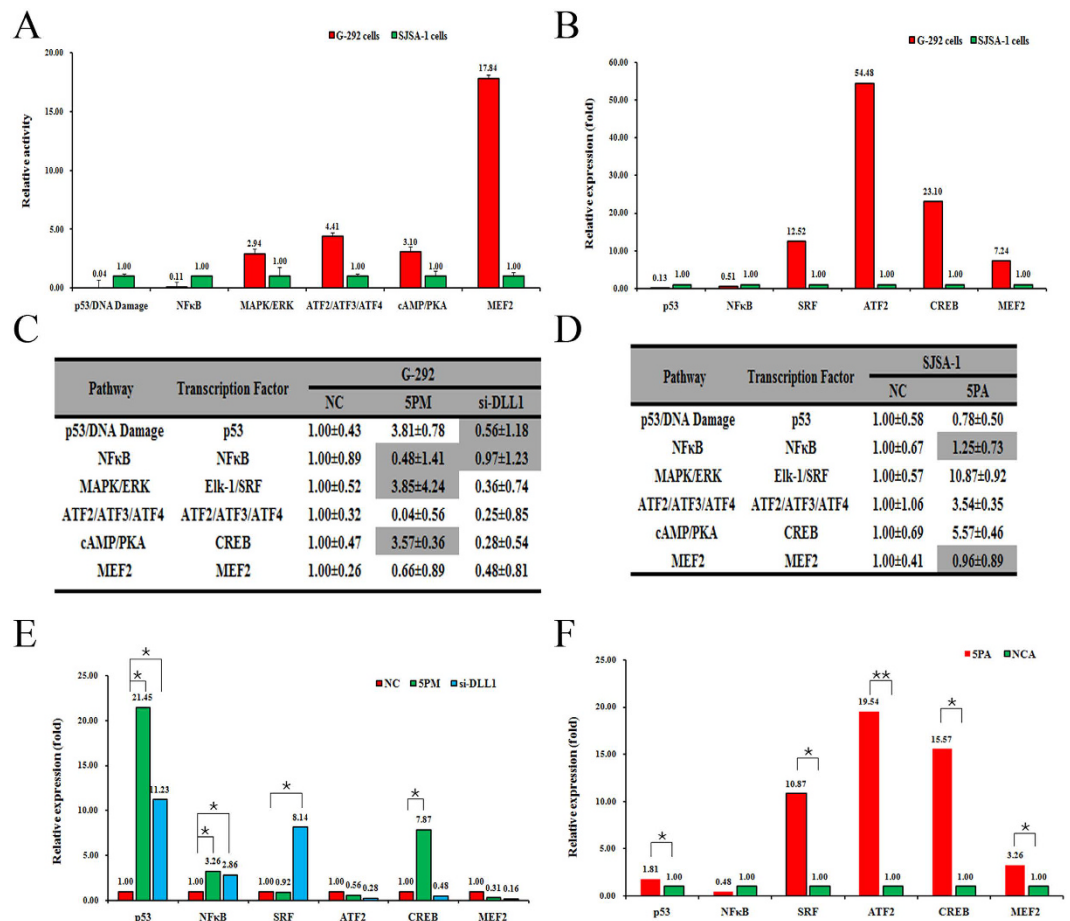 A
G-292 cells SJSA-1 cells
Relative activity
20.00
15.00
10.00
5.00
0.00
0.04 1.00 0.11 1.00 2.94 1.00 4.41 1.00 3.10 1.00 17.84 1.00
p53/DNA Damage NFκB MAPK/ERK ATF2/ATF3/ATF4 cAMP/PKA MEF2
B
G-292 cells SJSA-1 cells
Relative expression (fold)
60.00
50.00
40.00
30.00
20.00
10.00
0.00
0.13 1.00 0.51 1.00 12.52 1.00 54.48 1.00 23.10 1.00 7.24 1.00
p53 NFκB SRF ATF2 CREB MEF2
C
G-292
Pathway Transcription Factor NC 5PM si-DLL1
p53/DNA Damage p53 1.00±0.43 3.81±0.78 0.56±1.18
NFκB NFκB 1.00±0.89 0.48±1.41 0.97±1.23
MAPK/ERK Elk-1/SRF 1.00±0.52 3.85±4.24 0.36±0.74
ATF2/ATF3/ATF4 ATF2/ATF3/ATF4 1.00±0.32 0.04±0.56 0.25±0.85
cAMP/PKA CREB 1.00±0.47 3.57±0.36 0.28±0.54
MEF2 MEF2 1.00±0.26 0.66±0.89 0.48±0.81
D
SJSA-1
Pathway Transcription Factor NC 5PA
p53/DNA Damage p53 1.00±0.58 0.78±0.50
NFκB NFκB 1.00±0.67 1.25±0.73
MAPK/ERK Elk-1/SRF 1.00±0.57 10.87±0.92
ATF2/ATF3/ATF4 ATF2/ATF3/ATF4 1.00±1.06 3.54±0.35
cAMP/PKA CREB 1.00±0.69 5.57±0.46
MEF2 MEF2 1.00±0.41 0.96±0.89
E
NC 5PM si-DLL1
Relative expression (fold)
25.00
20.00
15.00
10.00
5.00
0.00
* * * * * *
1.00 21.45 11.23 1.00 3.26 2.86 1.00 0.92 8.14 1.00 0.56 0.28 1.00 7.87 0.48 1.00 0.31 0.16
p53 NFκB SRF ATF2 CREB MEF2
F
5PA NCA
Relative expression (fold)
25.00
20.00
15.00
10.00
5.00
0.00
* * ** * *
1.81 1.00 0.48 1.00 10.87 1.00 19.54 1.00 15.57 1.00 3.26 1.00
p53 NFκB SRF ATF2 CREB MEF2